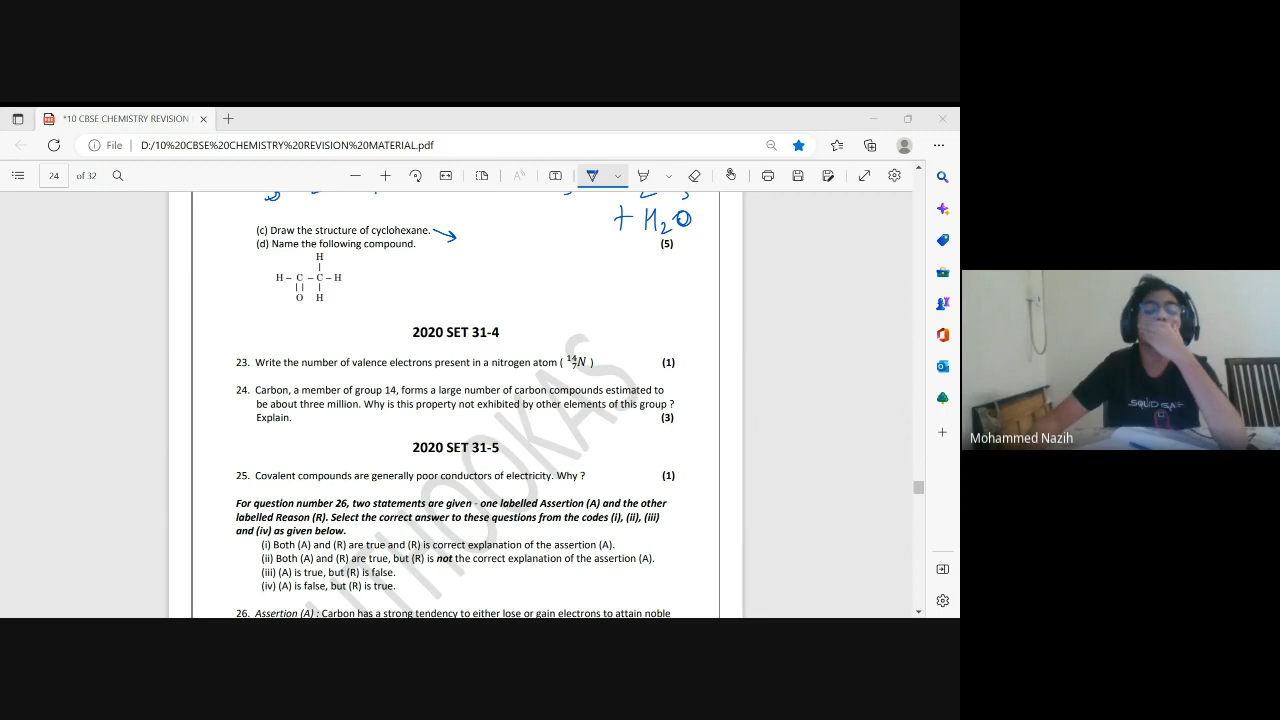 *10 CBSE CHEMISTRY REVISION
File | D:/10%20CBSE%20CHEMISTRY%20REVISION%20MATERIAL.pdf
24 of 32
+ H2O
(c) Draw the structure of cyclohexane.
(d) Name the following compound. (5)
H
H – C – C – H
O H
2020 SET 31-4
23. Write the number of valence electrons present in a nitrogen atom ( 14 7 N ) (1)
24. Carbon, a member of group 14, forms a large number of carbon compounds estimated to
be about three million. Why is this property not exhibited by other elements of this group ?
Explain. (3)
2020 SET 31-5
25. Covalent compounds are generally poor conductors of electricity. Why ? (1)
For question number 26, two statements are given - one labelled Assertion (A) and the other
labelled Reason (R). Select the correct answer to these questions from the codes (i), (ii), (iii)
and (iv) as given below.
(i) Both (A) and (R) are true and (R) is correct explanation of the assertion (A).
(ii) Both (A) and (R) are true, but (R) is not the correct explanation of the assertion (A).
(iii) (A) is true, but (R) is false.
(iv) (A) is false, but (R) is true.
26. Assertion (A) : Carbon has a strong tendency to either lose or gain electrons to attain noble
THOOKAS
Mohammed Nazih